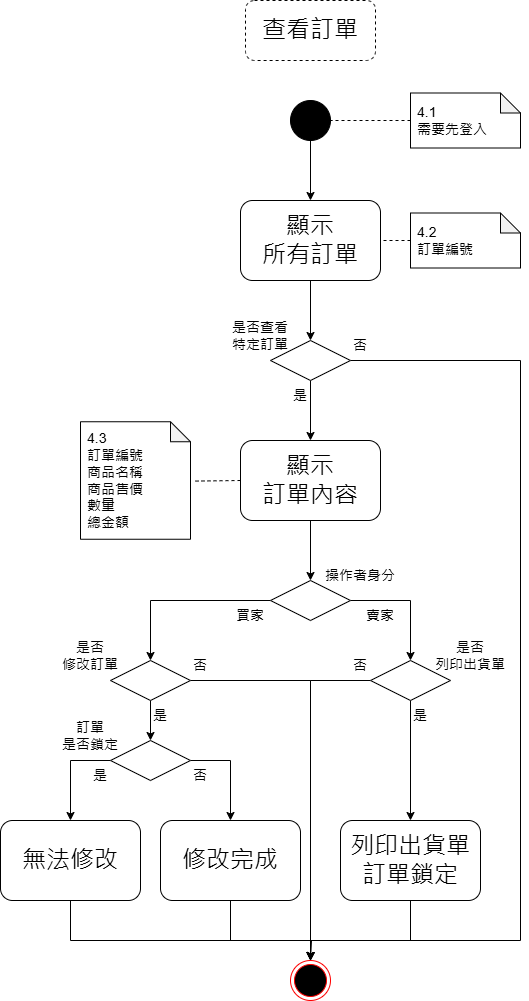 查看訂單
4.1
需要先登入
顯示
所有訂單
4.2
訂單編號
是否查看
特定訂單
否
是
4.3
訂單編號
商品名稱
商品售價
數量
總金額
顯示
訂單內容
操作者身分
買家
賣家
是否
修改訂單
否
否
是否
列印出貨單
是
是
訂單
是否鎖定
是
否
無法修改
修改完成
列印出貨單
訂單鎖定